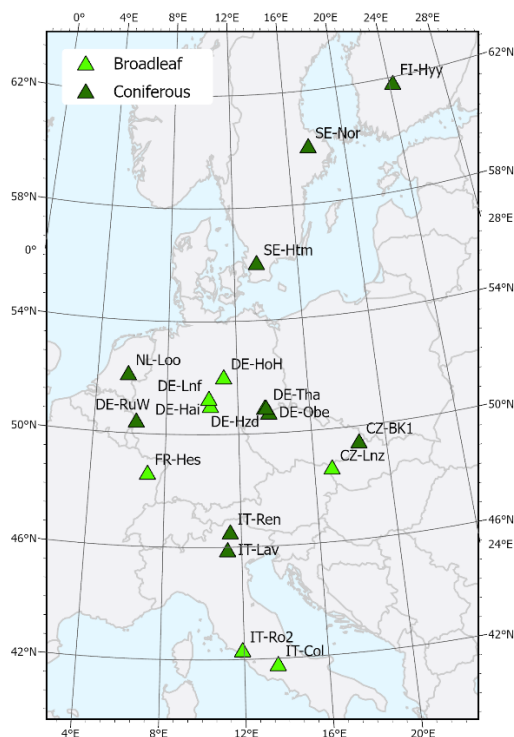 0° 4°E 8°E 12°E 16°E 20°E 24°E 28°E
Broadleaf
Coniferous
62°N
62°N
FI-Hyy
SE-Nor
58°N
58°N
28°E
0°
SE-Htm
54°N
54°N
NL-Loo
DE-HoH
DE-Lnf
DE-Tha
DE-RuW
DE-Hai
DE-Hzd
DE-Obe
50°N
50°N
CZ-BK1
CZ-Lnz
FR-Hes
IT-Ren
46°N
46°N
24°E
IT-Lav
IT-Ro2
IT-Col
42°N
42°N
4°E 8°E 12°E 16°E 20°E